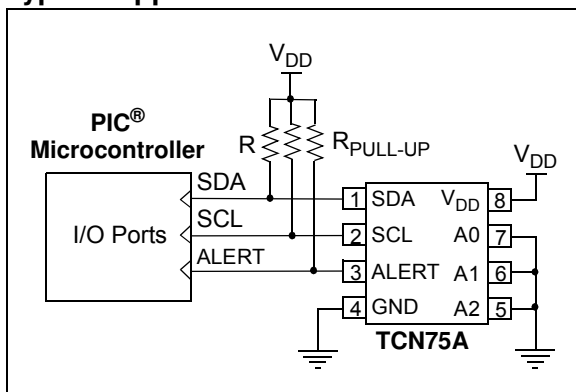 V_DD
PIC®
Microcontroller
R
R_PULL-UP
V_DD
SDA
1 SDA
V_DD 8
I/O Ports
SCL
2 SCL
A0 7
ALERT
3 ALERT
A1 6
4 GND
A2 5
TCN75A